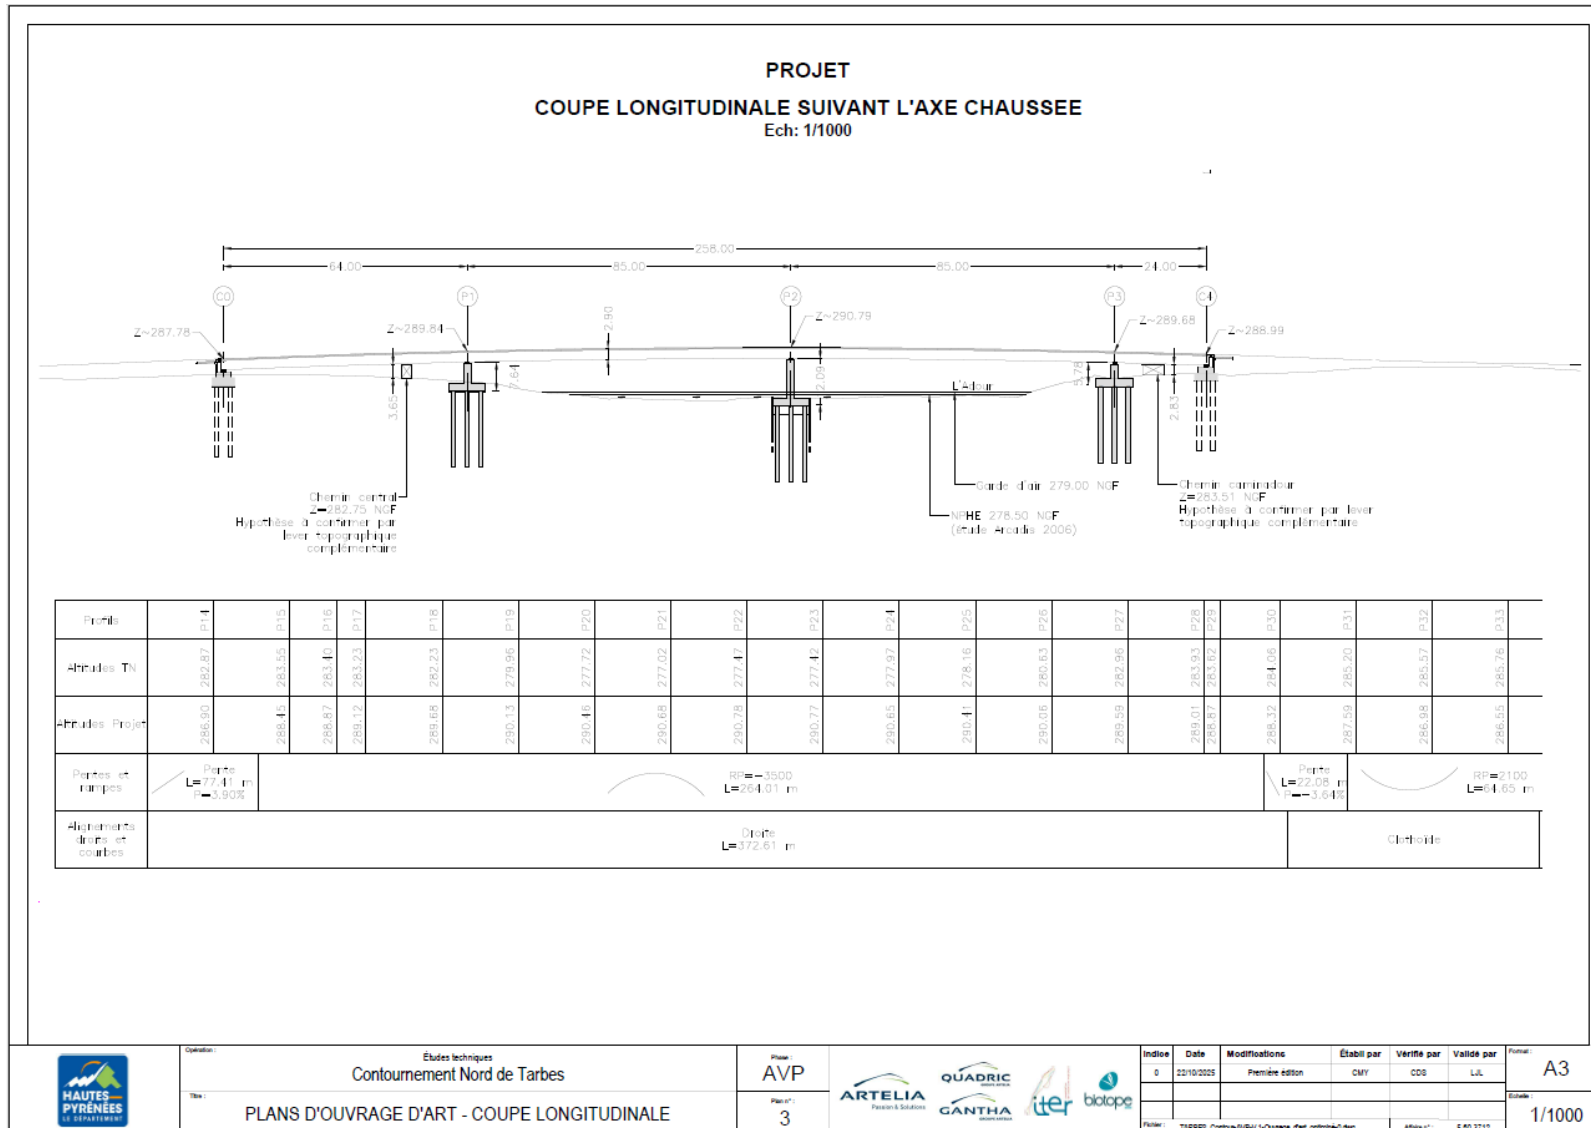 PROJET
COUPE LONGITUDINALE SUIVANT L'AXE CHAUSSEE
Ech: 1/1000
258.00
64.00
85.00
85.00
24.00
C0
P1
P2
P3
C4
Z~287.78
Z~289.84
2.90
Z~290.79
Z~289.68
Z~288.99
3.65
7.64
2.09
L'Adour
5.78
2.83
Chemin central
Z=282.75 NGF
Hypothèse à confirmer par
lever topographique
complémentaire
Garde d'air 279.00 NGF
NPHE 278.50 NGF
(étude Arcadis 2006)
Chemin caminadour
Z=283.51 NGF
Hypothèse à confirmer par lever
topographique complémentaire
Profils P14 P15 P16 P17 P18 P19 P20 P21 P22 P23 P24 P25 P26 P27 P28 P29 P30 P31 P32 P33
Altitudes TN 282.87 283.55 283.40 283.23 282.23 279.96 277.72 277.02 277.47 277.42 277.97 278.16 280.63 282.96 283.93 283.62 284.06 285.20 285.57 285.76
Altitudes Projet 286.90 288.45 288.87 289.12 289.68 290.13 290.46 290.68 290.78 290.77 290.65 290.41 290.06 289.59 289.01 288.87 288.32 287.59 286.98 286.55
Pentes et
rampes
Pente
L=77.41 m
P=3.90%
RP=-3500
L=264.01 m
Pente
L=22.08 m
P=-3.64%
RP=2100
L=64.65 m
Alignements
droits et
courbes
Droite
L=372.61 m
Clothoïde
HAUTES
PYRÉNÉES
LE DÉPARTEMENT
Opération :
Études techniques
Contournement Nord de Tarbes
Titre :
PLANS D'OUVRAGE D'ART - COUPE LONGITUDINALE
Phase :
AVP
Plan n° :
3
ARTELIA
Passion & Solutions
QUADRIC
GANTHA
iter
biotope
Indice Date Modifications Établi par Vérifié par Validé par
0 22/10/2025 Première édition CMY CDS LJL
Fichier :
Affaire n° :
Format :
A3
Echelle :
1/1000